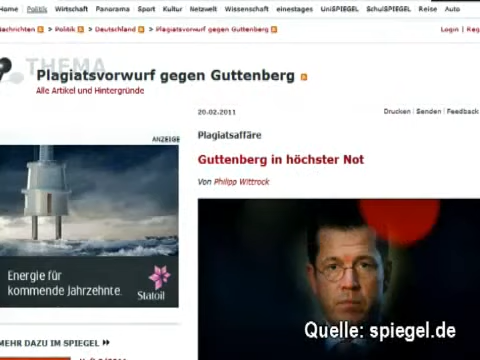 Home Politik Wirtschaft Panorama Sport Kultur Netzwelt Wissenschaft einestages UniSPIEGEL SchulSPIEGEL Reise Auto
Nachrichten > Politik > Deutschland > Plagiatsvorwurf gegen Guttenberg
Login | Reg
THEMA
Plagiatsvorwurf gegen Guttenberg
Alle Artikel und Hintergründe
20.02.2011
Drucken | Senden | Feedback
ANZEIGE
Plagiatsaffäre
Guttenberg in höchster Not
Von Philipp Wittrock
Energie für
kommende Jahrzehnte.
Statoil
Quelle: spiegel.de
MEHR DAZU IM SPIEGEL